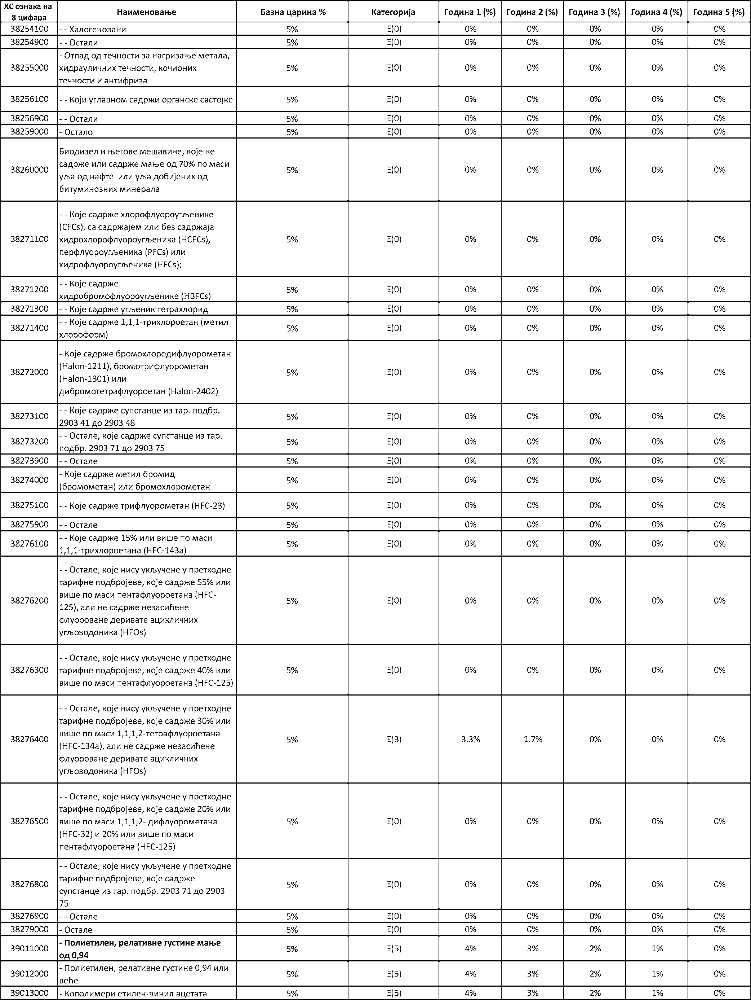 ХС ознака на 8 цифара | Наименовање | Базна царина % | Категорија | Година 1 (%) | Година 2 (%) | Година 3 (%) | Година 4 (%) | Година 5 (%)
38254100 - - Халогеновани 5% E(0) 0% 0% 0% 0% 0%
38254900 - - Остали 5% E(0) 0% 0% 0% 0% 0%
- Отпад од течности за нагризање метала,
38255000 хидрауличних течности, кочионих 5% E(0) 0% 0% 0% 0% 0%
течности и антифриза
38256100 - - Који углавном садржи органске састојке 5% E(0) 0% 0% 0% 0% 0%
38256900 - - Остали 5% E(0) 0% 0% 0% 0% 0%
38259000 - Остало 5% E(0) 0% 0% 0% 0% 0%
Биодизел и његове мешавине, које не
садрже или садрже мање од 70% по маси
38260000 5% E(0) 0% 0% 0% 0% 0%
уља од нафте или уља добијених од
битуминозних минерала
- - Које садрже хлорофлуороугљенике
(CFCs), са садржајем или без садржаја
38271100 хидрохлорофлуороугљеника (HCFCs), 5% E(0) 0% 0% 0% 0% 0%
перфлуороугљеника (PFCs) или
хидрофлуороугљеника (HFCs);
38271200 - - Које садрже 5% E(0) 0% 0% 0% 0% 0%
хидробромофлуороугљенике (HBFCs)
38271300 - - Које садрже угљеник тетрахлорид 5% E(0) 0% 0% 0% 0% 0%
38271400 - - Које садрже 1,1,1-трихлороетан (метил 5% E(0) 0% 0% 0% 0% 0%
хлороформ)
- Које садрже бромохлородифлуорометан
(Halon-1211), бромотрифлуорометан
38272000 5% E(0) 0% 0% 0% 0% 0%
(Halon-1301) или
дибромотетрафлуороетан (Halon-2402)
38273100 - - Које садрже супстанце из тар. подбр. 5% E(0) 0% 0% 0% 0% 0%
2903 41 до 2903 48
38273200 - - Остале, које садрже супстанце из тар. 5% E(0) 0% 0% 0% 0% 0%
подбр. 2903 71 до 2903 75
38273900 - - Остале 5% E(0) 0% 0% 0% 0% 0%
38274000 - Које садрже метил бромид 5% E(0) 0% 0% 0% 0% 0%
(бромометан) или бромохлорометан
38275100 - - Које садрже трифлуорометан (HFC-23) 5% E(0) 0% 0% 0% 0% 0%
38275900 - - Остале 5% E(0) 0% 0% 0% 0% 0%
38276100 - - Које садрже 15% или више по маси 5% E(0) 0% 0% 0% 0% 0%
1,1,1-трихлороетана (HFC-143a)
- - Остале, које нису укључене у претходне
тарифне подбројеве, које садрже 55% или
више по маси пентафлуороетана (HFC-
38276200 5% E(0) 0% 0% 0% 0% 0%
125), али не садрже незасићене
флуороване деривате ацикличних
угљоводоника (HFOs)
- - Остале, које нису укључене у претходне
38276300 тарифне подбројеве, које садрже 40% или 5% E(0) 0% 0% 0% 0% 0%
више по маси пентафлуороетана (HFC-125)
- - Остале, које нису укључене у претходне
тарифне подбројеве, које садрже 30% или
више по маси 1,1,1,2-тетрафлуороетана
38276400 5% E(3) 3.3% 1.7% 0% 0% 0%
(HFC-134a), али не садрже незасићене
флуороване деривате ацикличних
угљоводоника (HFOs)
- - Остале, које нису укључене у претходне
тарифне подбројеве, које садрже 20% или
38276500 више по маси 1,1,1,2- дифлуорометана 5% E(0) 0% 0% 0% 0% 0%
(HFC-32) и 20% или више по маси
пентафлуороетана (HFC-125)
- - Остале, које нису укључене у претходне
тарифне подбројеве, које садрже
38276800 5% E(0) 0% 0% 0% 0% 0%
супстанце из тар. подбр. 2903 71 до 2903
75
38276900 - - Остале 5% E(0) 0% 0% 0% 0% 0%
38279000 - Остале 5% E(0) 0% 0% 0% 0% 0%
39011000 - Полиетилен, релативне густине мање 5% E(5) 4% 3% 2% 1% 0%
од 0,94
39012000 - Полиетилен, релативне густине 0,94 или 5% E(5) 4% 3% 2% 1% 0%
веће
39013000 - Кополимери етилен-винил ацетата 5% E(5) 4% 3% 2% 1% 0%